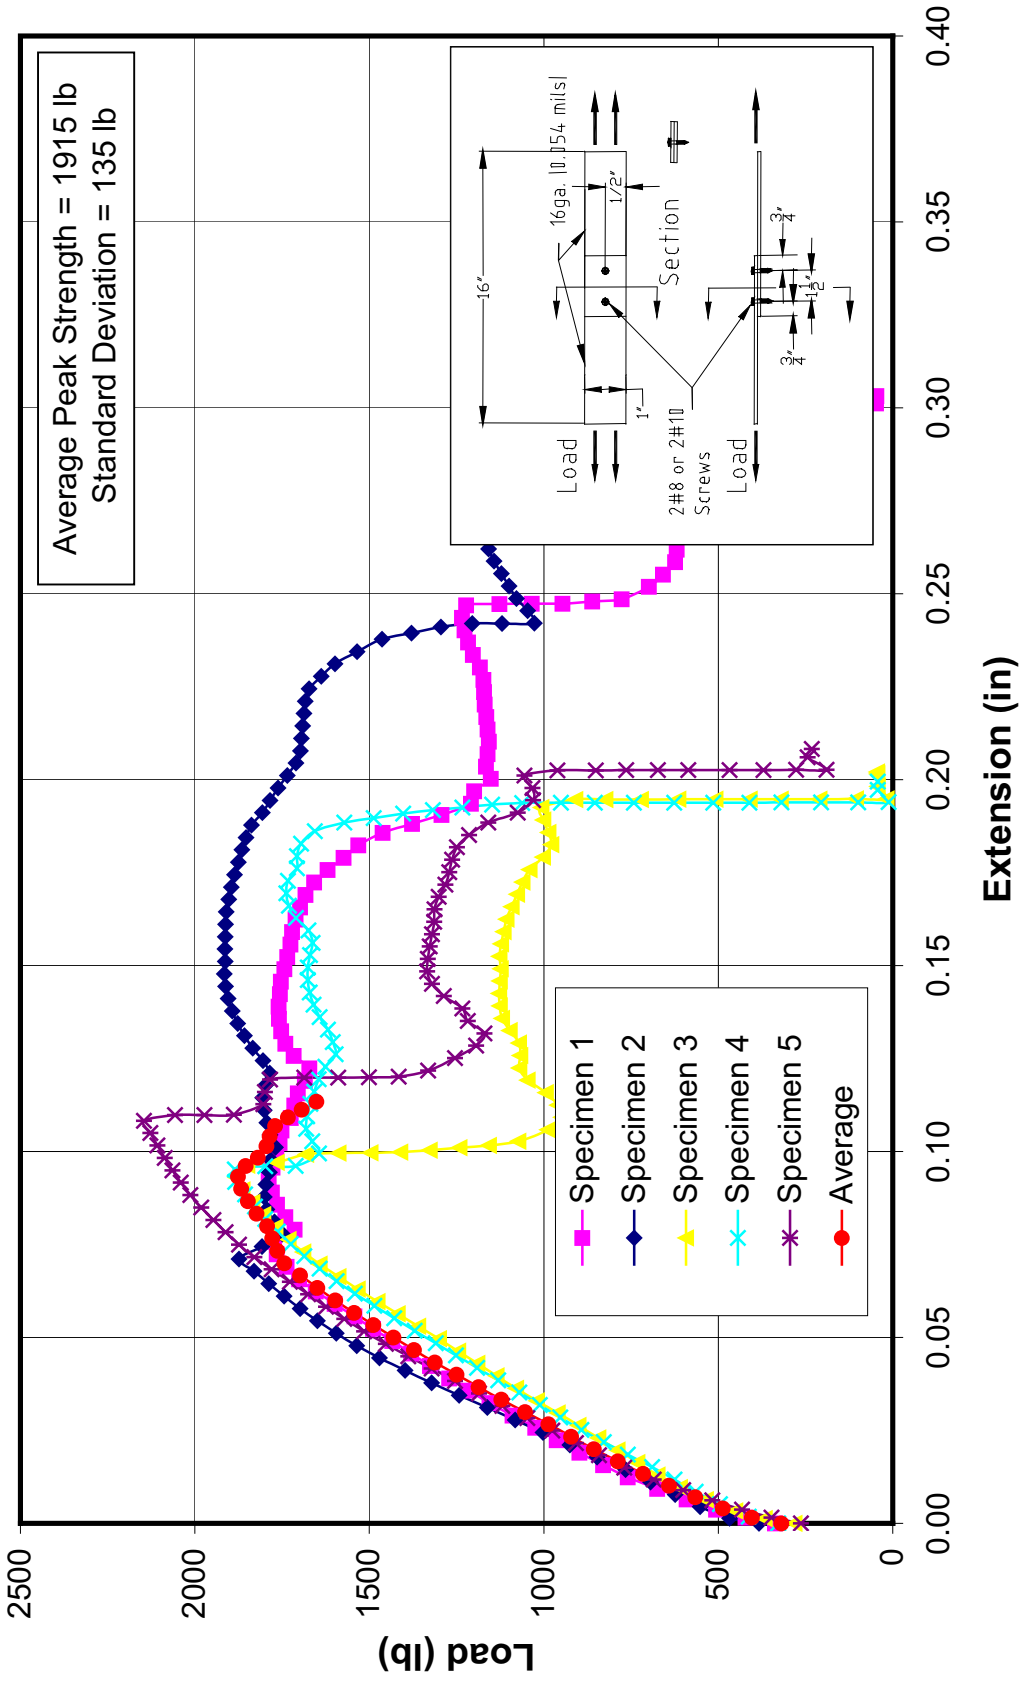 Average Peak Strength = 1915 lb
Standard Deviation = 135 lb
2500
2000
1500
1000
500
0
Load (lb)
0.00
0.05
0.10
0.15
0.20
0.25
0.30
0.35
0.40
Extension (in)
Specimen 1
Specimen 2
Specimen 3
Specimen 4
Specimen 5
Average
16"
16ga. (0.054 mils)
Load
1"
1/2"
Section
2#8 or 2#10
Screws
Load
3/4"
1 1/2"
3/4"